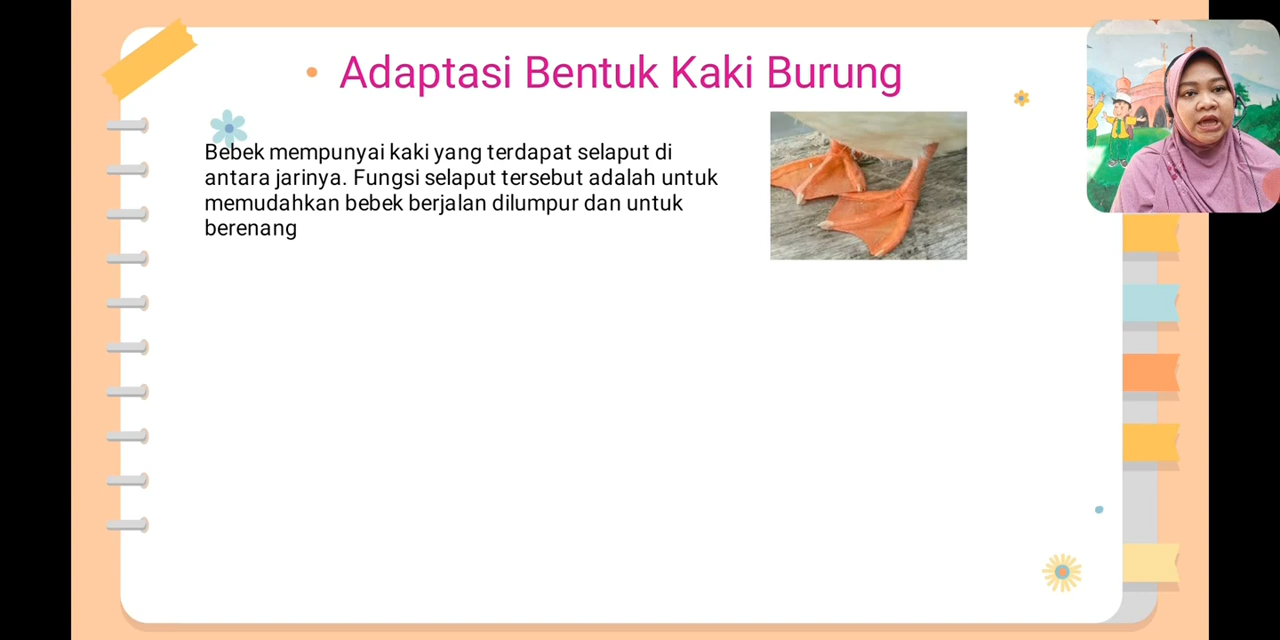 • Adaptasi Bentuk Kaki Burung
Bebek mempunyai kaki yang terdapat selaput di
antara jarinya. Fungsi selaput tersebut adalah untuk
memudahkan bebek berjalan dilumpur dan untuk
berenang